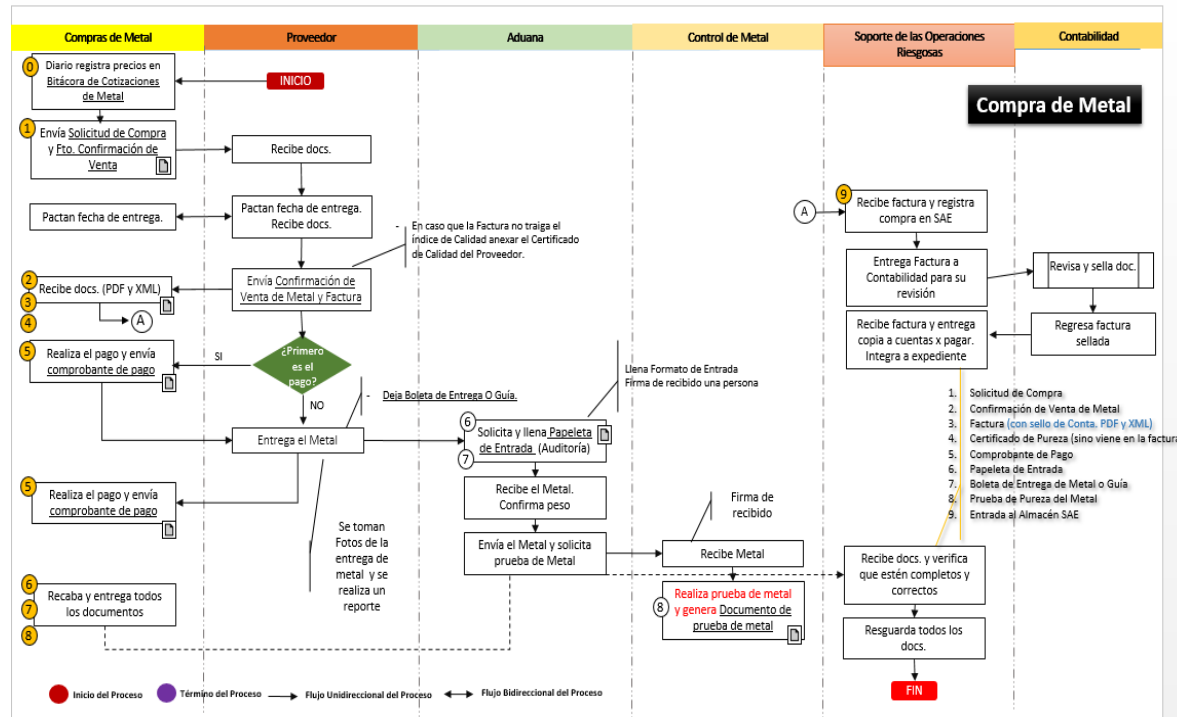 Compras de Metal
Proveedor
Aduana
Control de Metal
Soporte de las Operaciones
Riesgosas
Contabilidad
Compra de Metal
0
Diario registra precios en
Bitácora de Cotizaciones
de Metal
INICIO
1
Envía Solicitud de Compra
y Fto. Confirmación de
Venta
Recibe docs.
Pactan fecha de entrega.
Pactan fecha de entrega.
Recibe docs.
- En caso que la Factura no traiga el
índice de Calidad anexar el Certificado
de Calidad del Proveedor.
2
3
4
Recibe docs. (PDF y XML)
A
Envía Confirmación de
Venta de Metal y Factura
5
Realiza el pago y envía
comprobante de pago
SI
¿Primero
es el
pago?
NO
- Deja Boleta de Entrega O Guía.
Entrega el Metal
5
Realiza el pago y envía
comprobante de pago
Se toman
Fotos de la
entrega de
metal y se
realiza un
reporte
6
7
8
Recaba y entrega todos
los documentos
Llena Formato de Entrada
Firma de recibido una persona
6
7
Solicita y llena Papeleta
de Entrada (Auditoría)
Recibe el Metal.
Confirma peso
Envía el Metal y solicita
prueba de Metal
Firma de
recibido
Recibe Metal
8
Realiza prueba de metal
y genera Documento de
prueba de metal
A
9
Recibe factura y registra
compra en SAE
Entrega Factura a
Contabilidad para su
revisión
Revisa y sella doc.
Regresa factura
sellada
Recibe factura y entrega
copia a cuentas x pagar.
Integra a expediente
1. Solicitud de Compra
2. Confirmación de Venta de Metal
3. Factura (con sello de Conta. PDF y XML)
4. Certificado de Pureza (sino viene en la factura
5. Comprobante de Pago
6. Papeleta de Entrada
7. Boleta de Entrega de Metal o Guía
8. Prueba de Pureza del Metal
9. Entrada al Almacén SAE
Recibe docs. y verifica
que estén completos y
correctos
Resguarda todos los
docs.
FIN
Inicio del Proceso
Término del Proceso
Flujo Unidireccional del Proceso
Flujo Bidireccional del Proceso